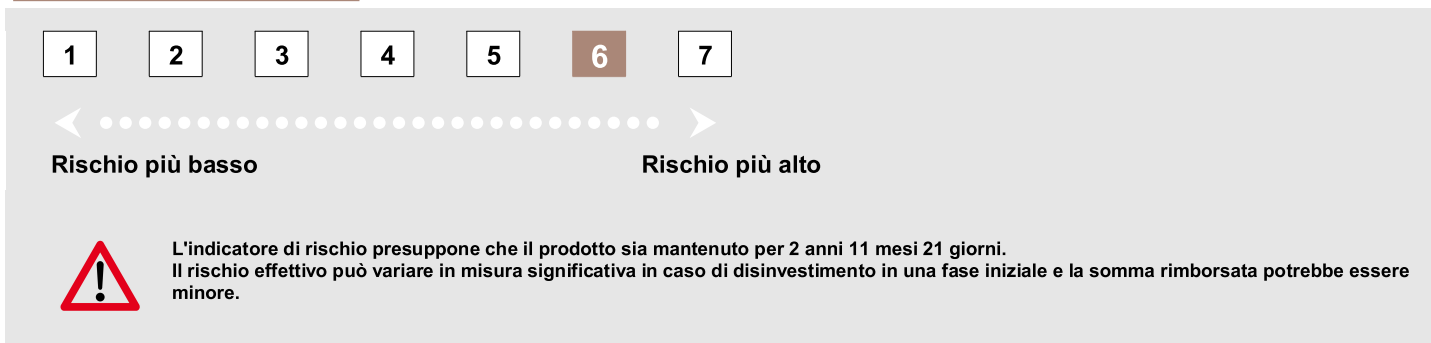 1 2 3 4 5 6 7
Rischio più basso Rischio più alto
L'indicatore di rischio presuppone che il prodotto sia mantenuto per 2 anni 11 mesi 21 giorni.
Il rischio effettivo può variare in misura significativa in caso di disinvestimento in una fase iniziale e la somma rimborsata potrebbe essere
minore.